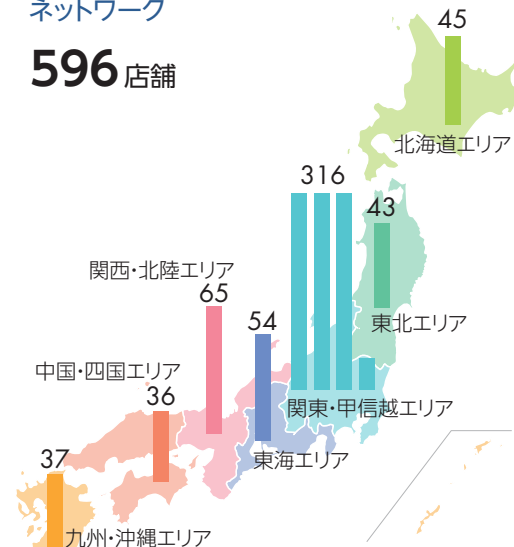 ネットワーク
596店舗
45
北海道エリア
316
43
東北エリア
関西・北陸エリア
65
54
中国・四国エリア
36
関東・甲信越エリア
東海エリア
37
九州・沖縄エリア